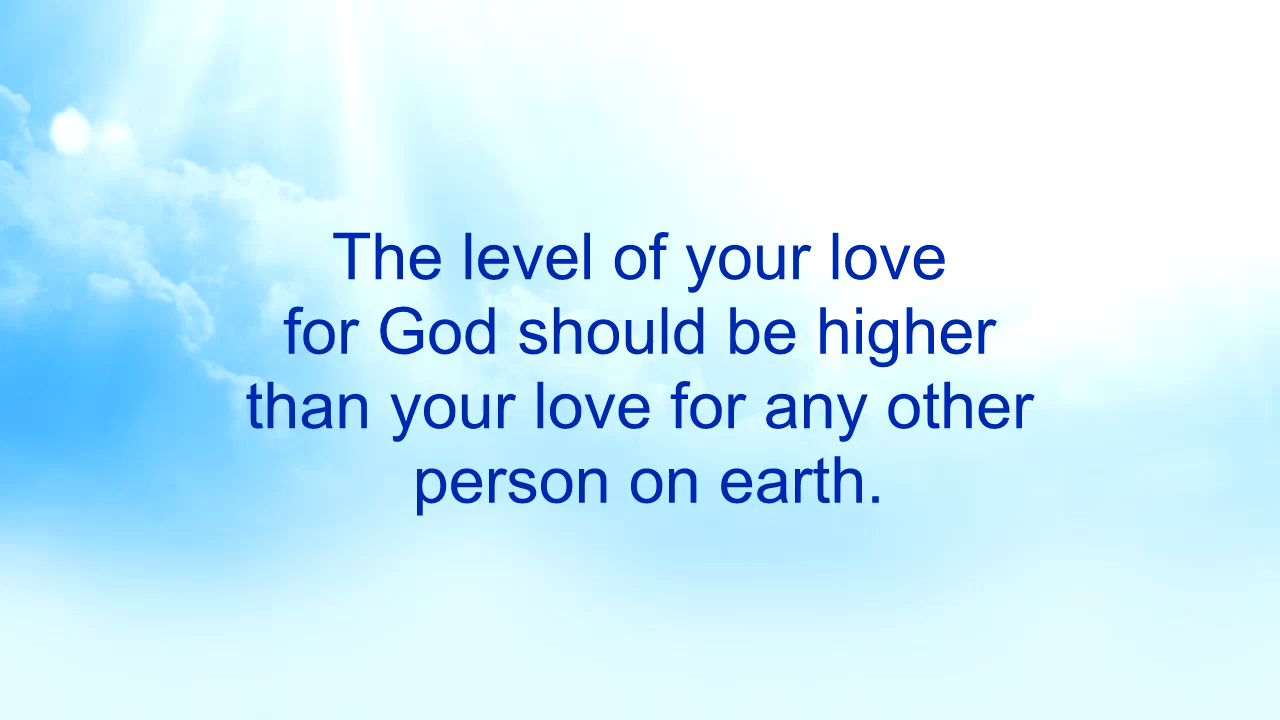 The level of your love
for God should be higher
than your love for any other
person on earth.